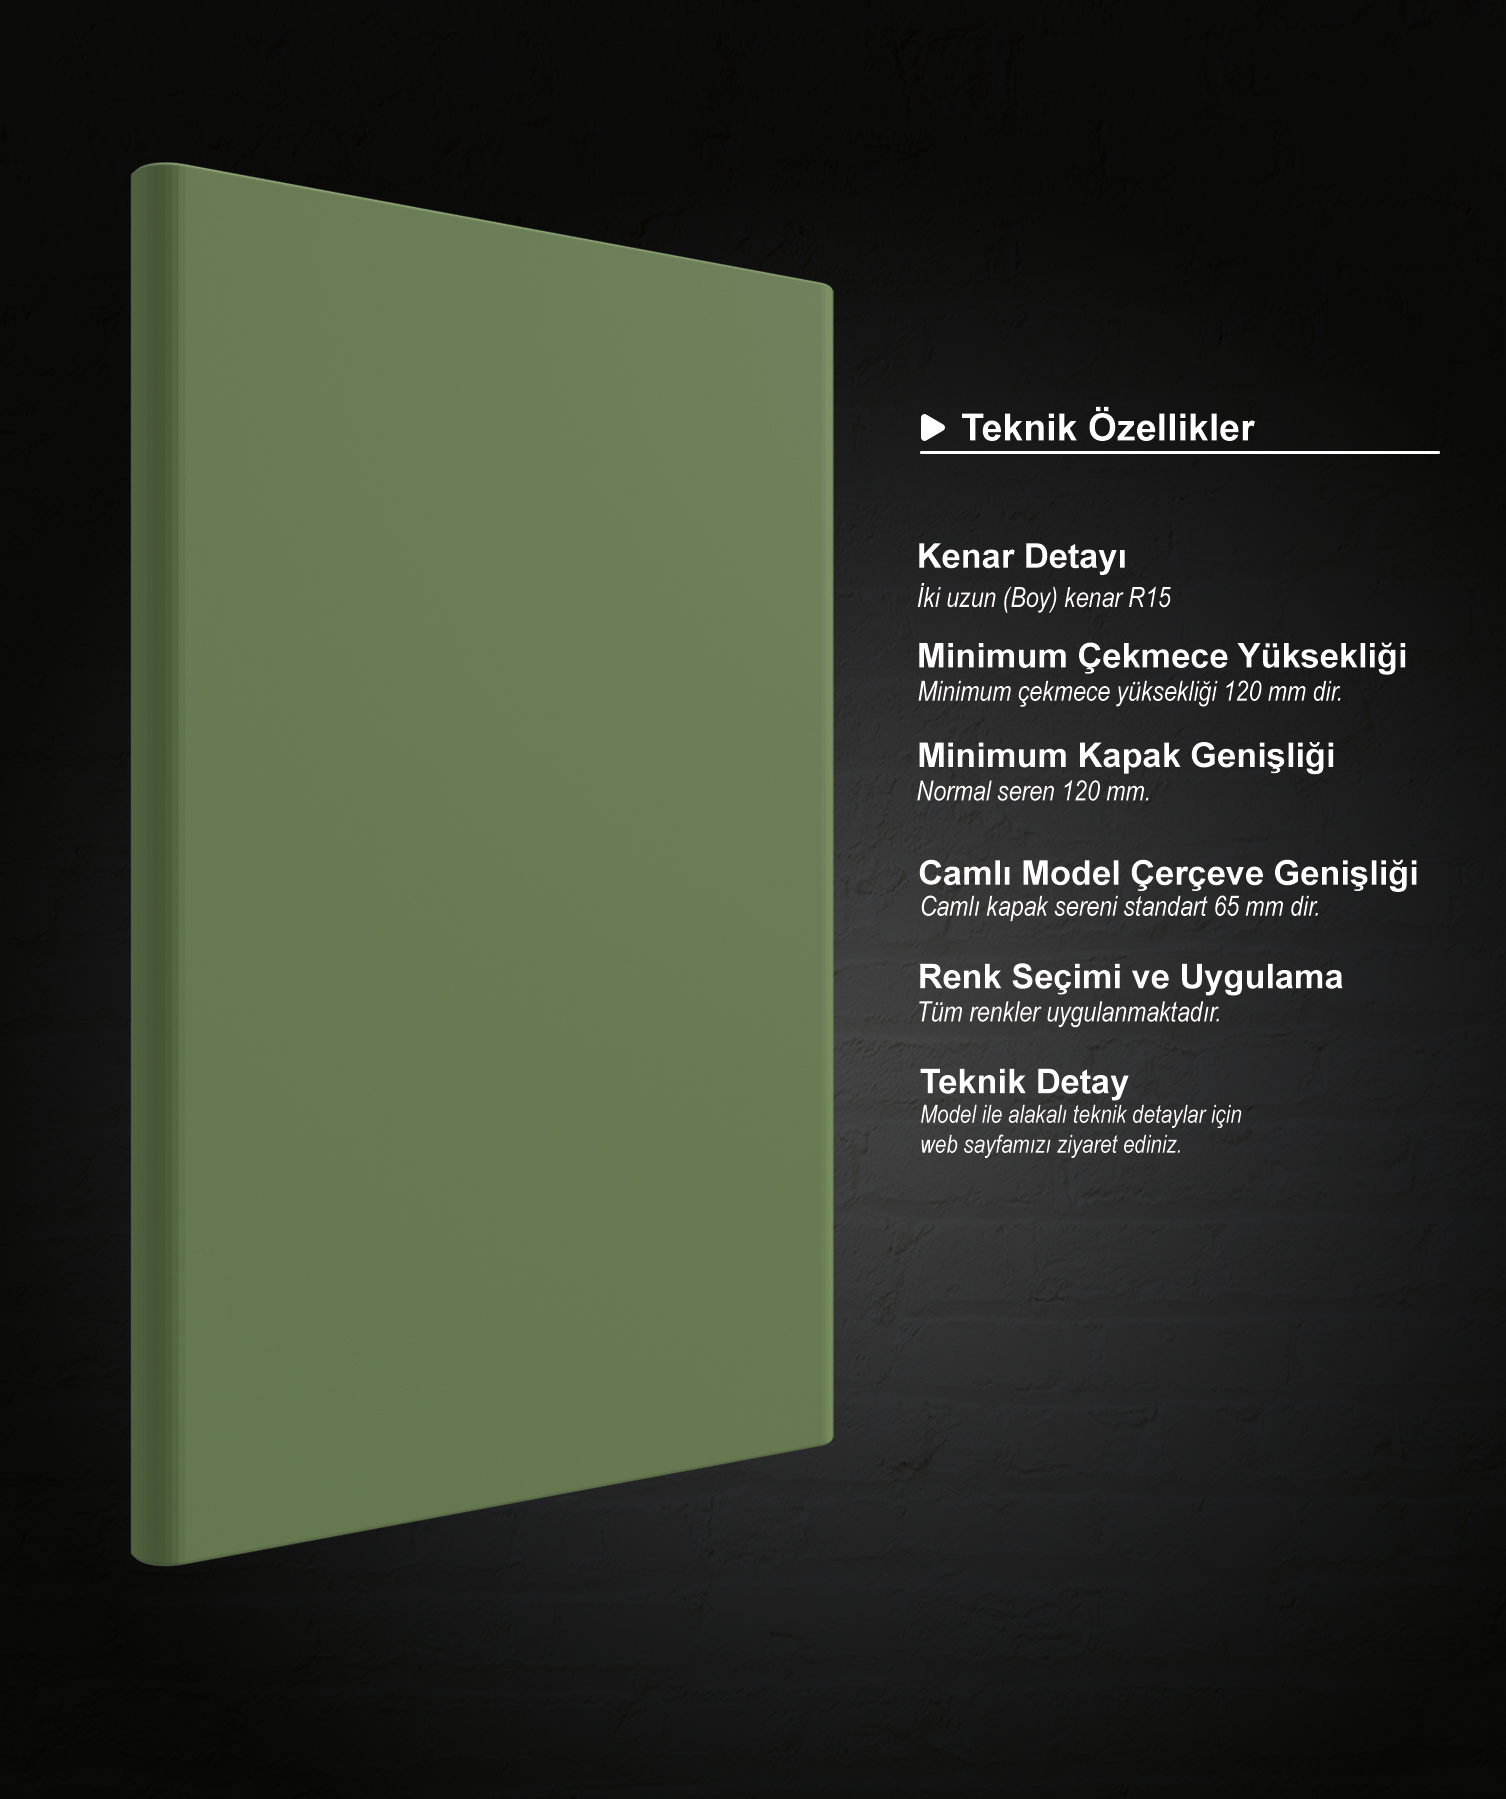 Teknik Özellikler
Kenar Detayı
İki uzun (Boy) kenar R15
Minimum Çekmece Yüksekliği
Minimum çekmece yüksekliği 120 mm dir.
Minimum Kapak Genişliği
Normal seren 120 mm.
Camlı Model Çerçeve Genişliği
Camlı kapak sereni standart 65 mm dir.
Renk Seçimi ve Uygulama
Tüm renkler uygulanmaktadır.
Teknik Detay
Model ile alakalı teknik detaylar için
web sayfamızı ziyaret ediniz.